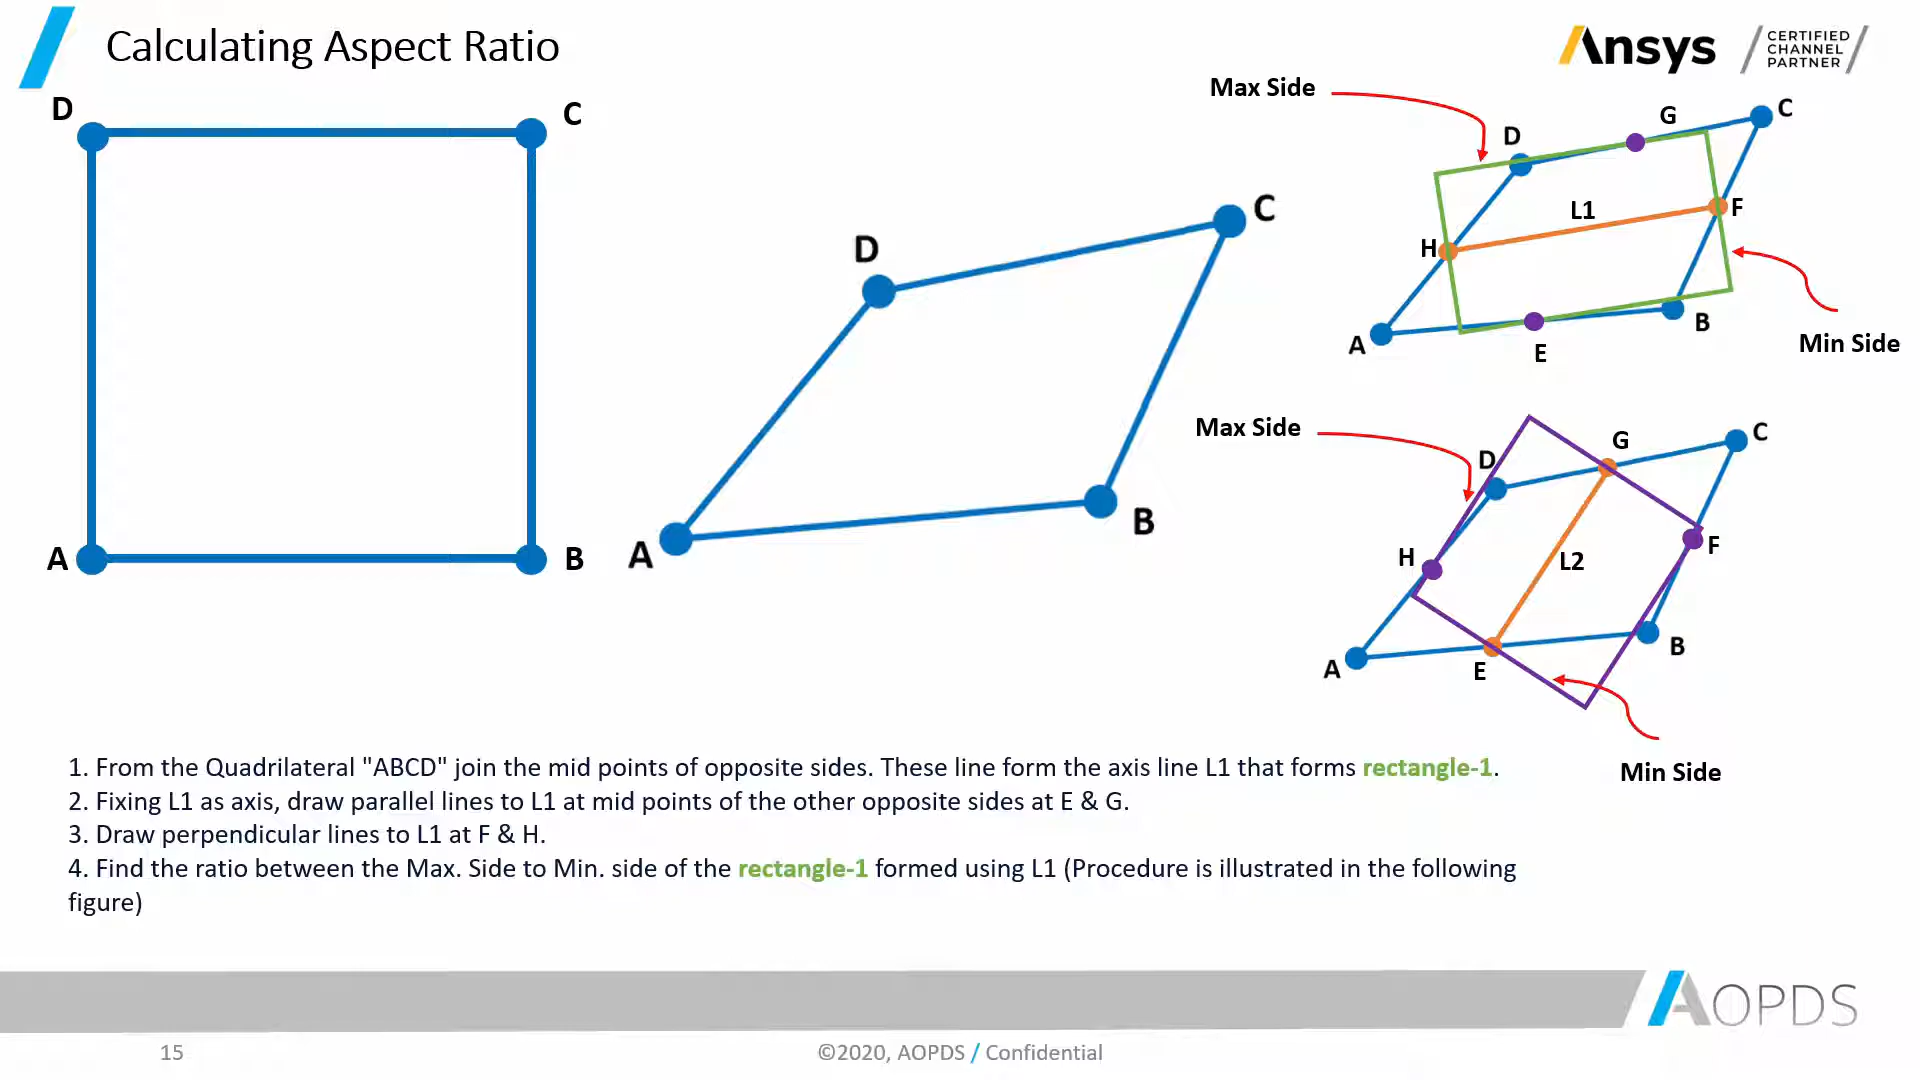 Calculating Aspect Ratio
Ansys
CERTIFIED
CHANNEL
PARTNER
D
C
A
B
D
C
A
B
Max Side
D
G
C
L1
H
F
A
E
B
Min Side
Max Side
D
G
C
H
L2
F
A
E
B
Min Side
1. From the Quadrilateral "ABCD" join the mid points of opposite sides. These line form the axis line L1 that forms rectangle-1.
2. Fixing L1 as axis, draw parallel lines to L1 at mid points of the other opposite sides at E & G.
3. Draw perpendicular lines to L1 at F & H.
4. Find the ratio between the Max. Side to Min. side of the rectangle-1 formed using L1 (Procedure is illustrated in the following
figure)
AOPDS
15
©2020, AOPDS / Confidential